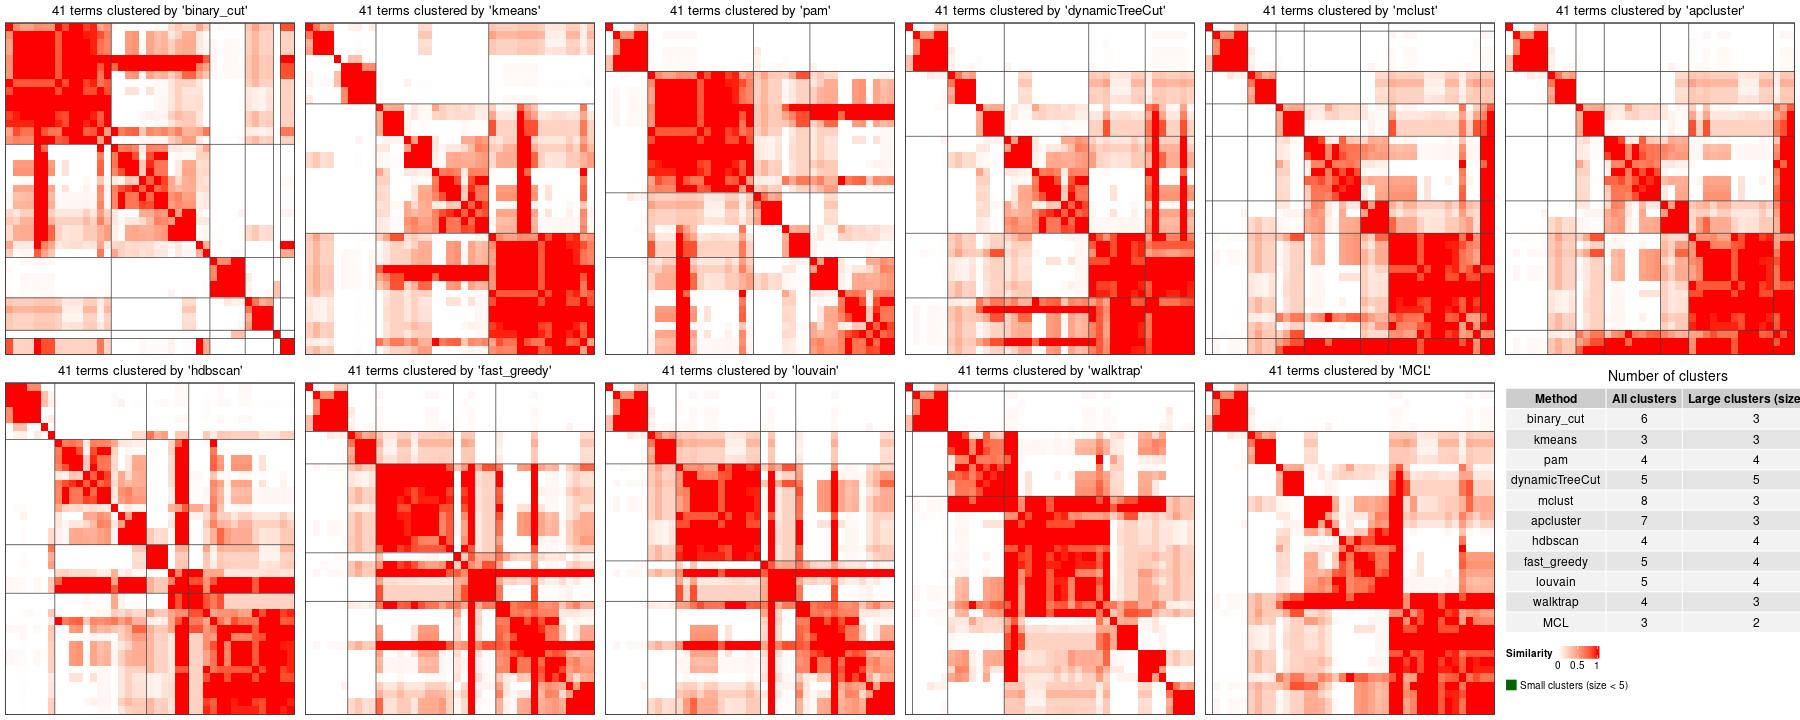 41 terms clustered by 'binary_cut'
41 terms clustered by 'kmeans'
41 terms clustered by 'pam'
41 terms clustered by 'dynamicTreeCut'
41 terms clustered by 'mclust'
41 terms clustered by 'apcluster'
41 terms clustered by 'hdbscan'
41 terms clustered by 'fast_greedy'
41 terms clustered by 'louvain'
41 terms clustered by 'walktrap'
41 terms clustered by 'MCL'
Number of clusters
Method All clusters Large clusters (size
binary_cut 6 3
kmeans 3 3
pam 4 4
dynamicTreeCut 5 5
mclust 8 3
apcluster 7 3
hdbscan 4 4
fast_greedy 5 4
louvain 5 4
walktrap 4 3
MCL 3 2
Similarity
0 0.5 1
Small clusters (size < 5)